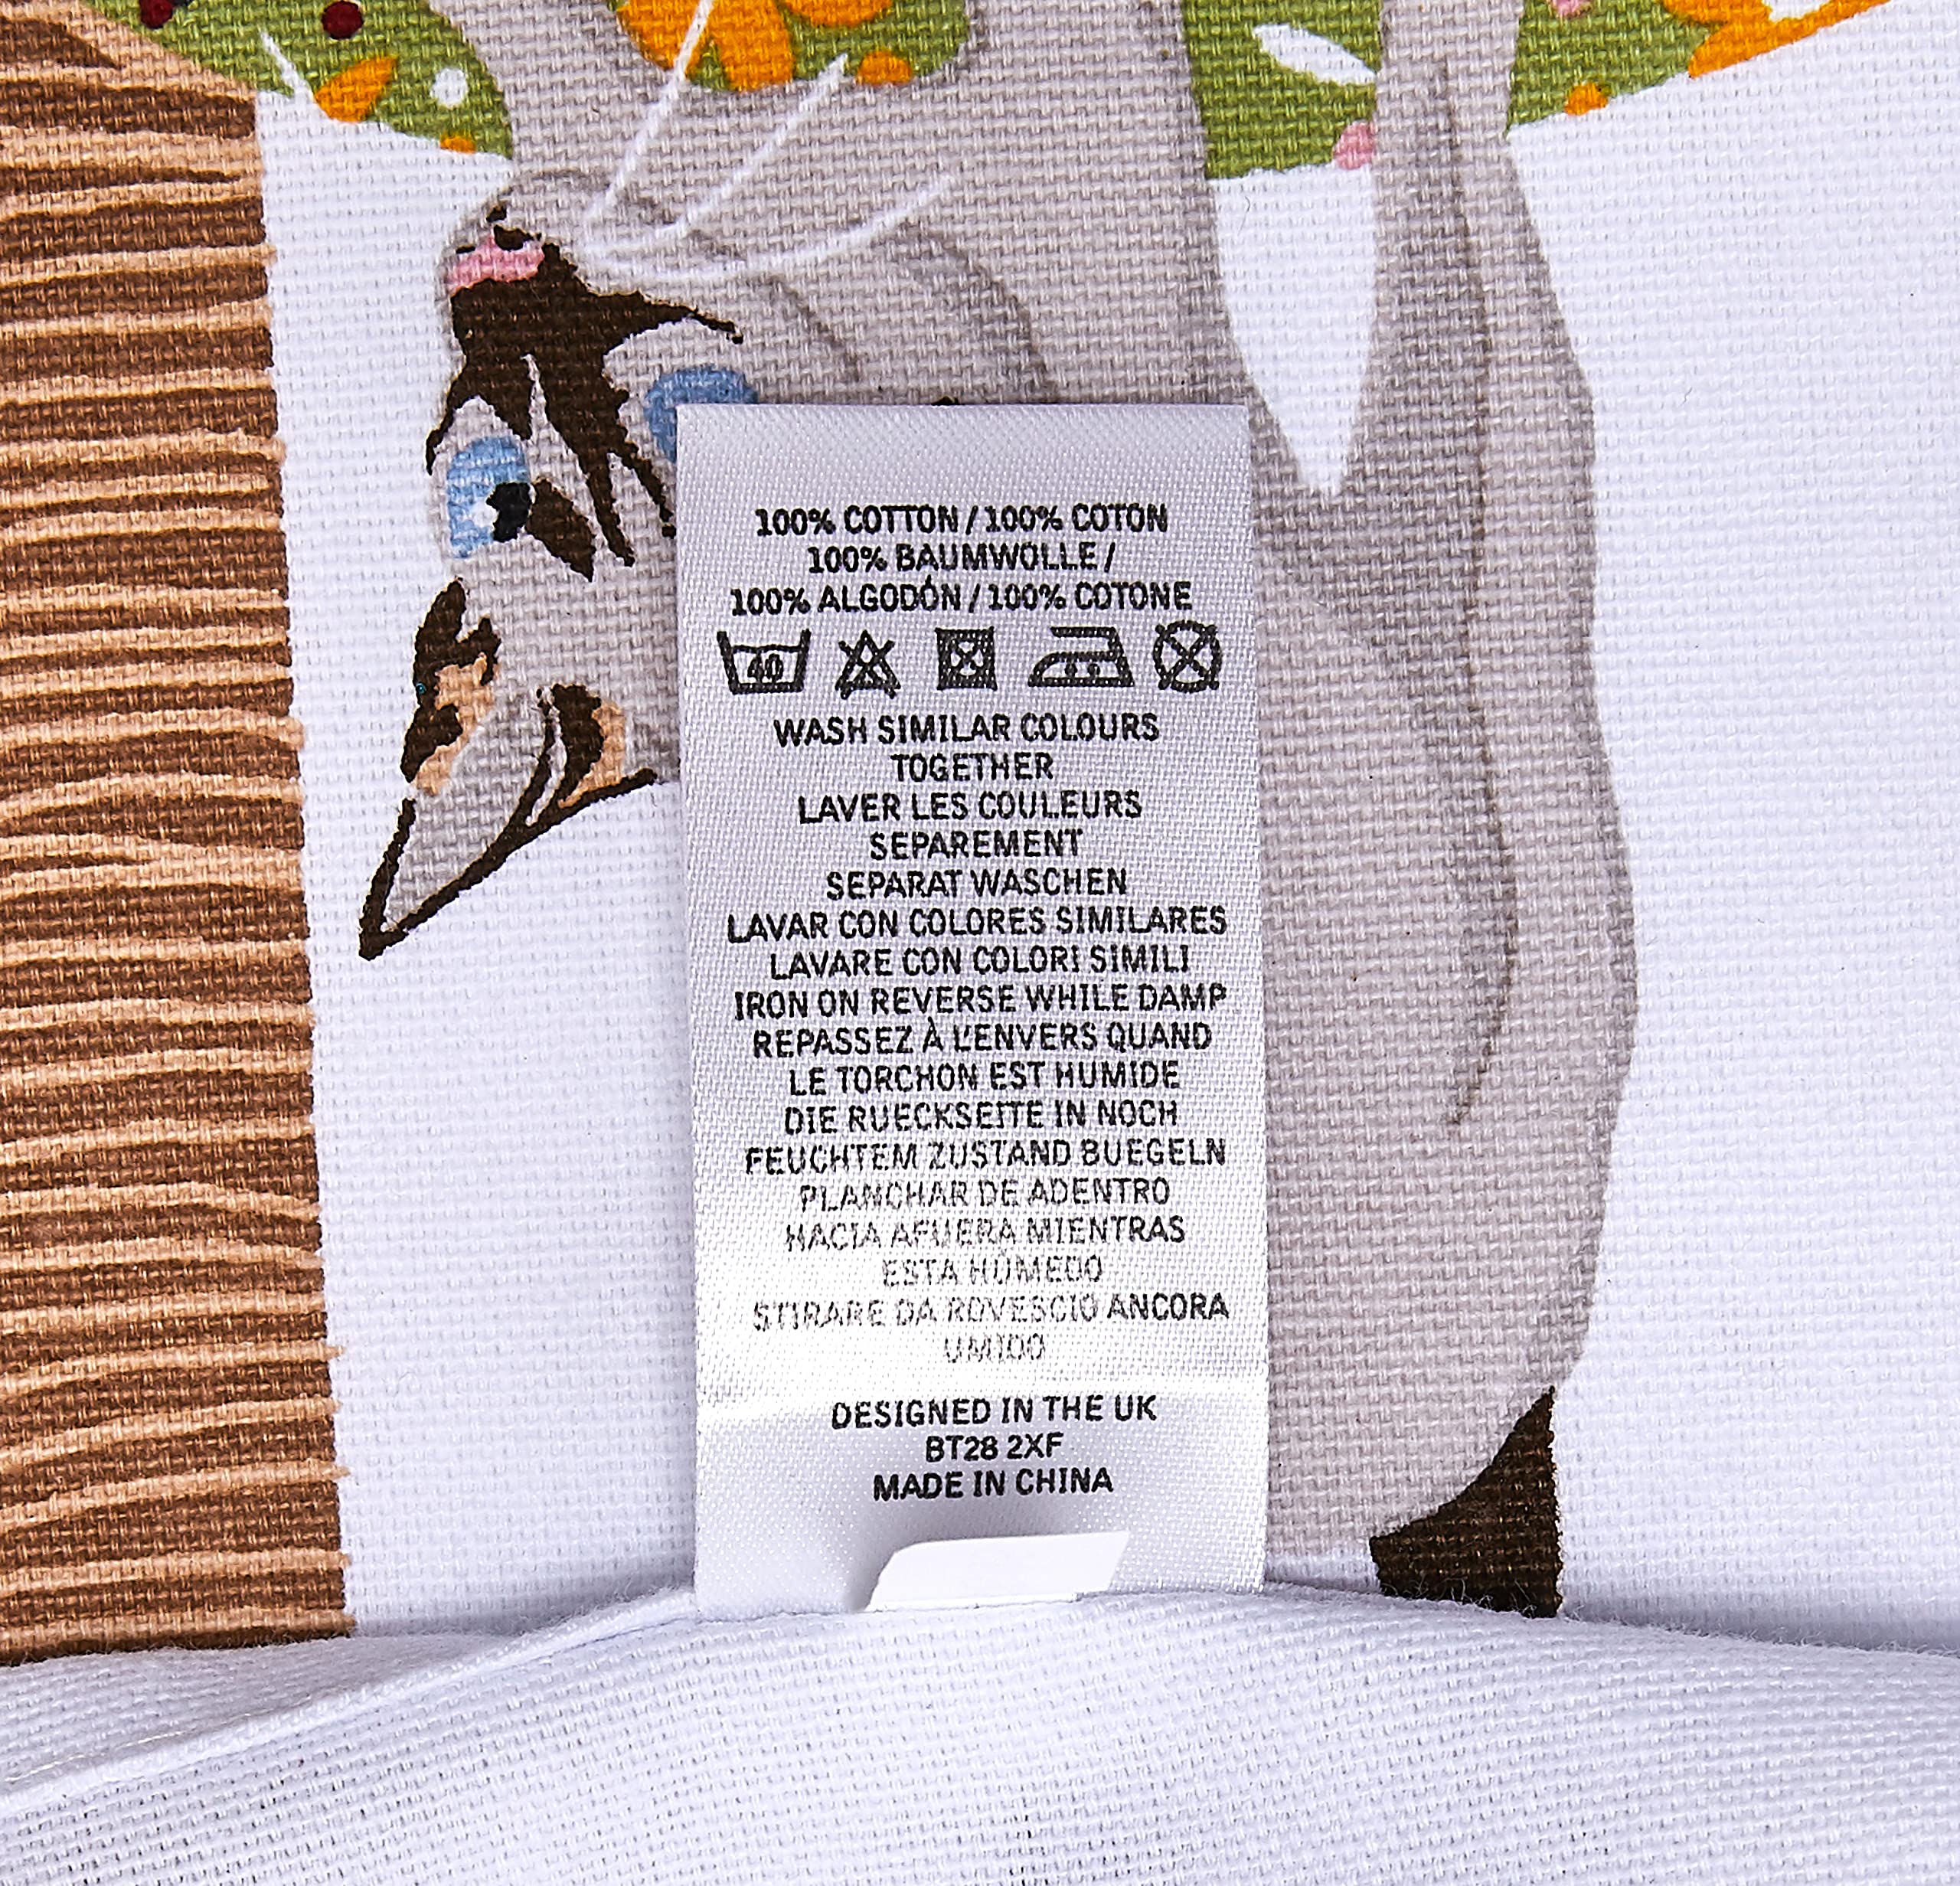 100% COTTON / 100% COTON
100% BAUMWOLLE /
100% ALGODÓN / 100% COTONE
40
WASH SIMILAR COLOURS
TOGETHER
LAVER LES COULEURS
SEPAREMENT
SEPARAT WASCHEN
LAVAR CON COLORES SIMILARES
LAVARE CON COLORI SIMILI
IRON ON REVERSE WHILE DAMP
REPASSEZ À L'ENVERS QUAND
LE TORCHON EST HUMIDE
DIE RUECKSEITE IN NOCH
FEUCHTEM ZUSTAND BUEGELN
PLANCHAR DE ADENTRO
HACIA AFUERA MIENTRAS
ESTA HÚMEDO
STIRARE DA ROVESCIO ANCORA
UMIDO
DESIGNED IN THE UK
BT28 2XF
MADE IN CHINA